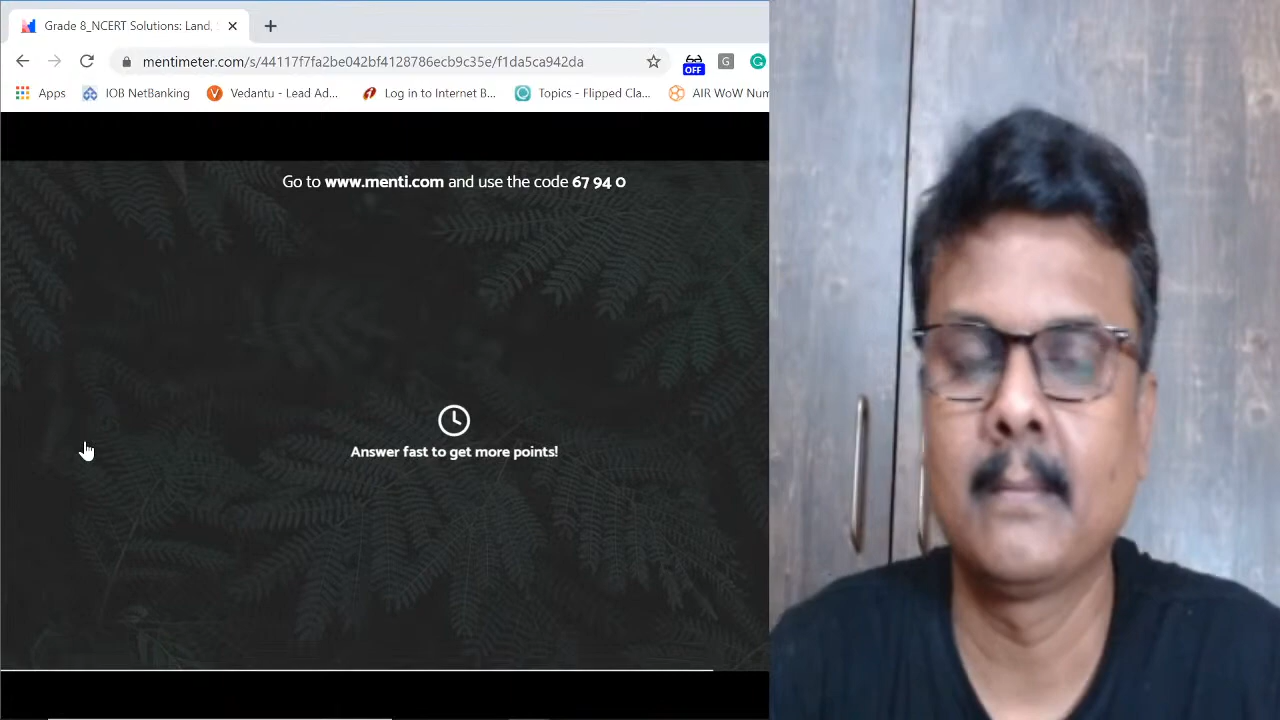 Grade 8_NCERT Solutions: Land,
mentimeter.com/s/44117f7fa2be042bf4128760ecb9c35e/f1da5ca942da
OFF
G
Apps
IOB NetBanking
Vedantu - Lead Ad...
Log in to Internet B...
Topics - Flipped Cla...
AIR WoW Num
Go to www.menti.com and use the code 67 94 0
Answer fast to get more points!